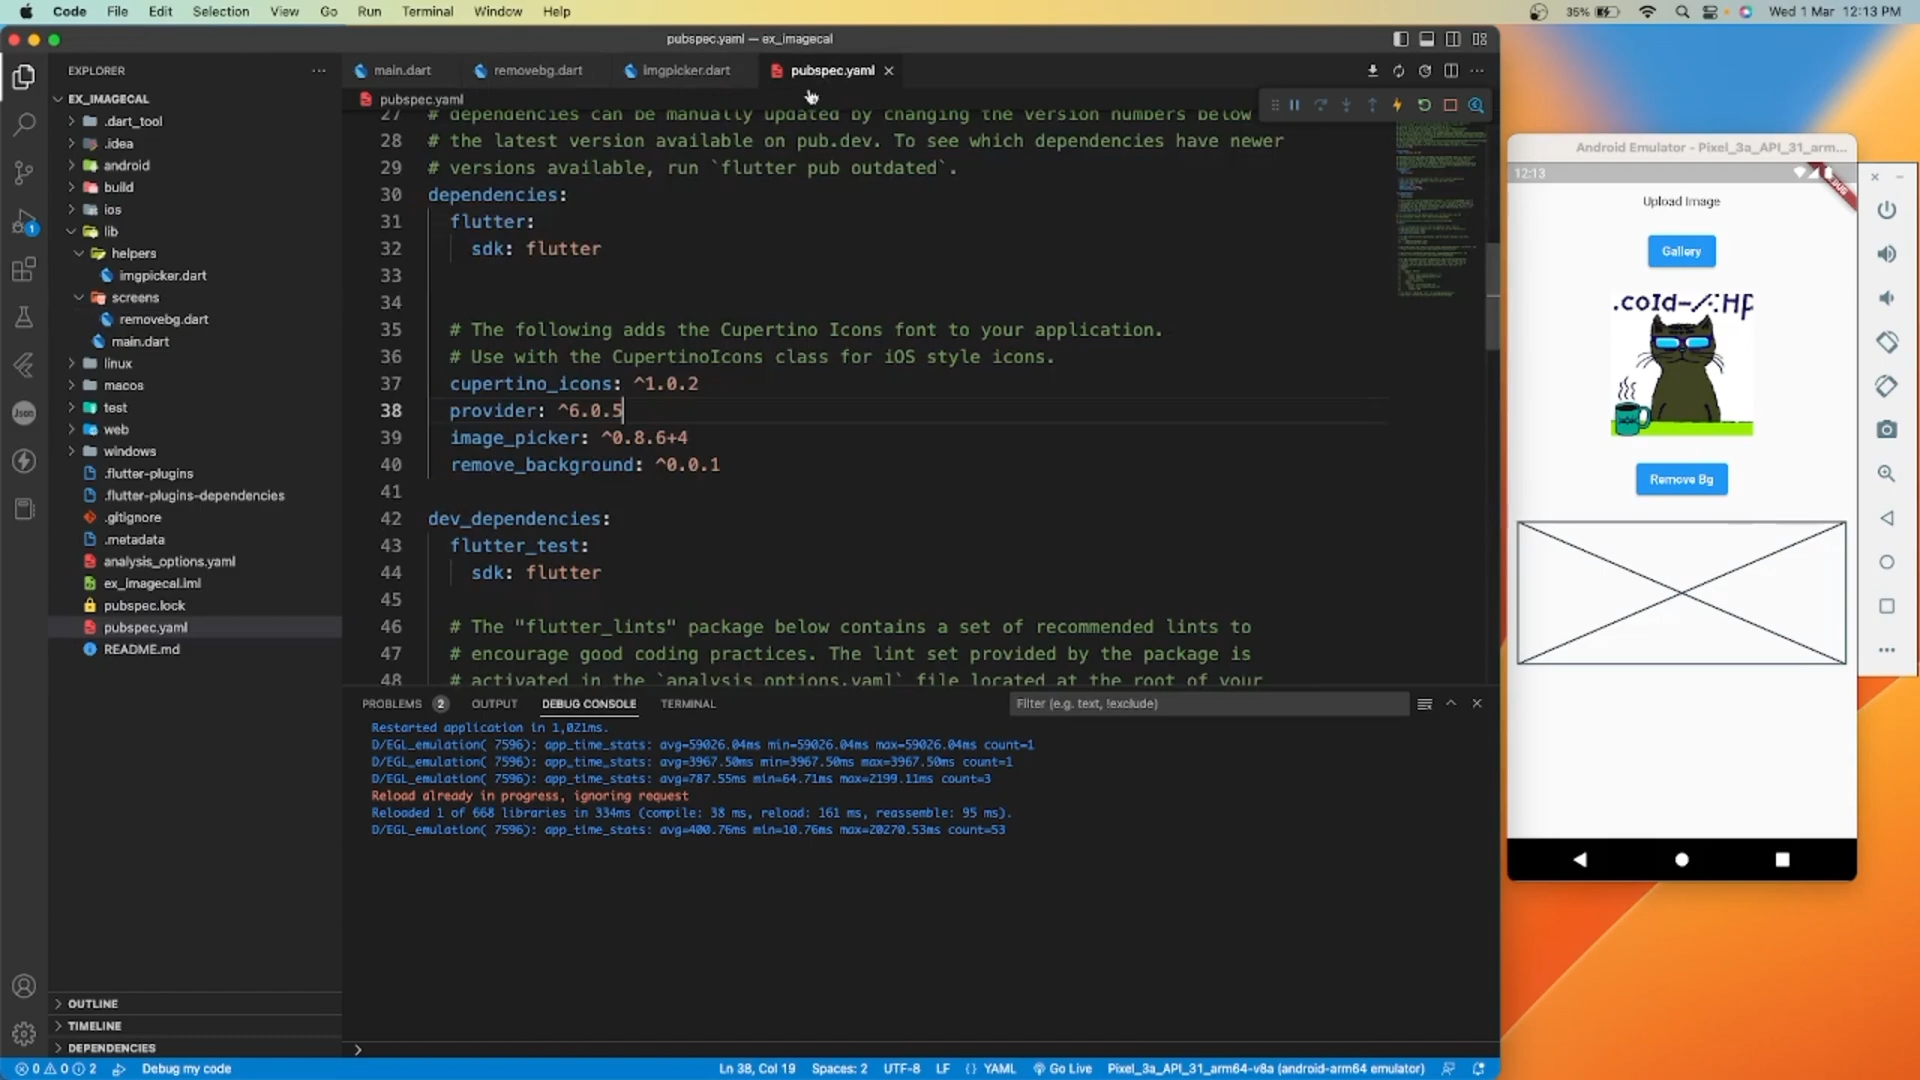 Code File Edit Selection View Go Run Terminal Window Help 35% Wed 1 Mar 12:13 PM
pubspec.yaml — ex_imagecal
EXPLORER
EX_IMAGECAL
.dart_tool
.idea
android
build
ios
lib
helpers
imgpicker.dart
screens
removebg.dart
main.dart
linux
macos
test
web
windows
.flutter-plugins
.flutter-plugins-dependencies
.gitignore
.metadata
analysis_options.yaml
ex_imagecal.iml
pubspec.lock
pubspec.yaml
README.md
OUTLINE
TIMELINE
DEPENDENCIES
1
Json
main.dart removebg.dart imgpicker.dart pubspec.yaml
pubspec.yaml
27 # dependencies can be manually updated by changing the version numbers below
28 # the latest version available on pub.dev. To see which dependencies have newer
29 # versions available, run `flutter pub outdated`.
30 dependencies:
31 flutter:
32 sdk: flutter
33
34
35 # The following adds the Cupertino Icons font to your application.
36 # Use with the CupertinoIcons class for iOS style icons.
37 cupertino_icons: ^1.0.2
38 provider: ^6.0.5
39 image_picker: ^0.8.6+4
40 remove_background: ^0.0.1
41
42 dev_dependencies:
43 flutter_test:
44 sdk: flutter
45
46 # The "flutter_lints" package below contains a set of recommended lints to
47 # encourage good coding practices. The lint set provided by the package is
48 # activated in the `analysis_options.yaml` file located at the root of your
PROBLEMS 2 OUTPUT DEBUG CONSOLE TERMINAL Filter (e.g. text, !exclude)
Restarted application in 1,021ms.
D/EGL_emulation( 7596): app_time_stats: avg=59026.04ms min=59026.04ms max=59026.04ms count=1
D/EGL_emulation( 7596): app_time_stats: avg=3967.50ms min=3967.50ms max=3967.50ms count=1
D/EGL_emulation( 7596): app_time_stats: avg=787.55ms min=64.71ms max=2199.11ms count=3
Reload already in progress, ignoring request
Reloaded 1 of 668 libraries in 334ms (compile: 38 ms, reload: 161 ms, reassemble: 95 ms).
D/EGL_emulation( 7596): app_time_stats: avg=400.76ms min=10.76ms max=20270.53ms count=53
0 0 2 Debug my code Ln 38, Col 19 Spaces: 2 UTF-8 LF {} YAML Go Live Pixel_3a_API_31_arm64-v8a (android-arm64 emulator)
Android Emulator - Pixel_3a_API_31_arm...
12:13
Upload Image
Gallery
Remove Bg